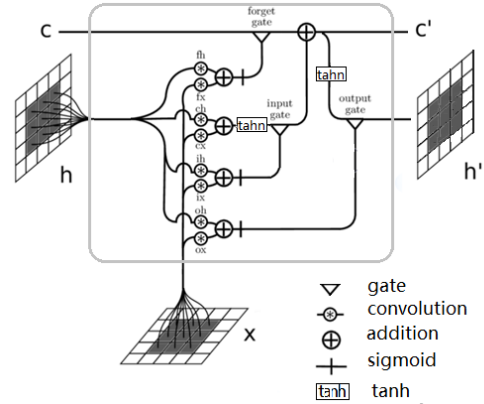 forget
gate
c
c'
fh
fx
tahn
ch
cx
tahn
input
gate
output
gate
h
ih
ix
h'
oh
ox
x
gate
convolution
addition
sigmoid
tanh tanh